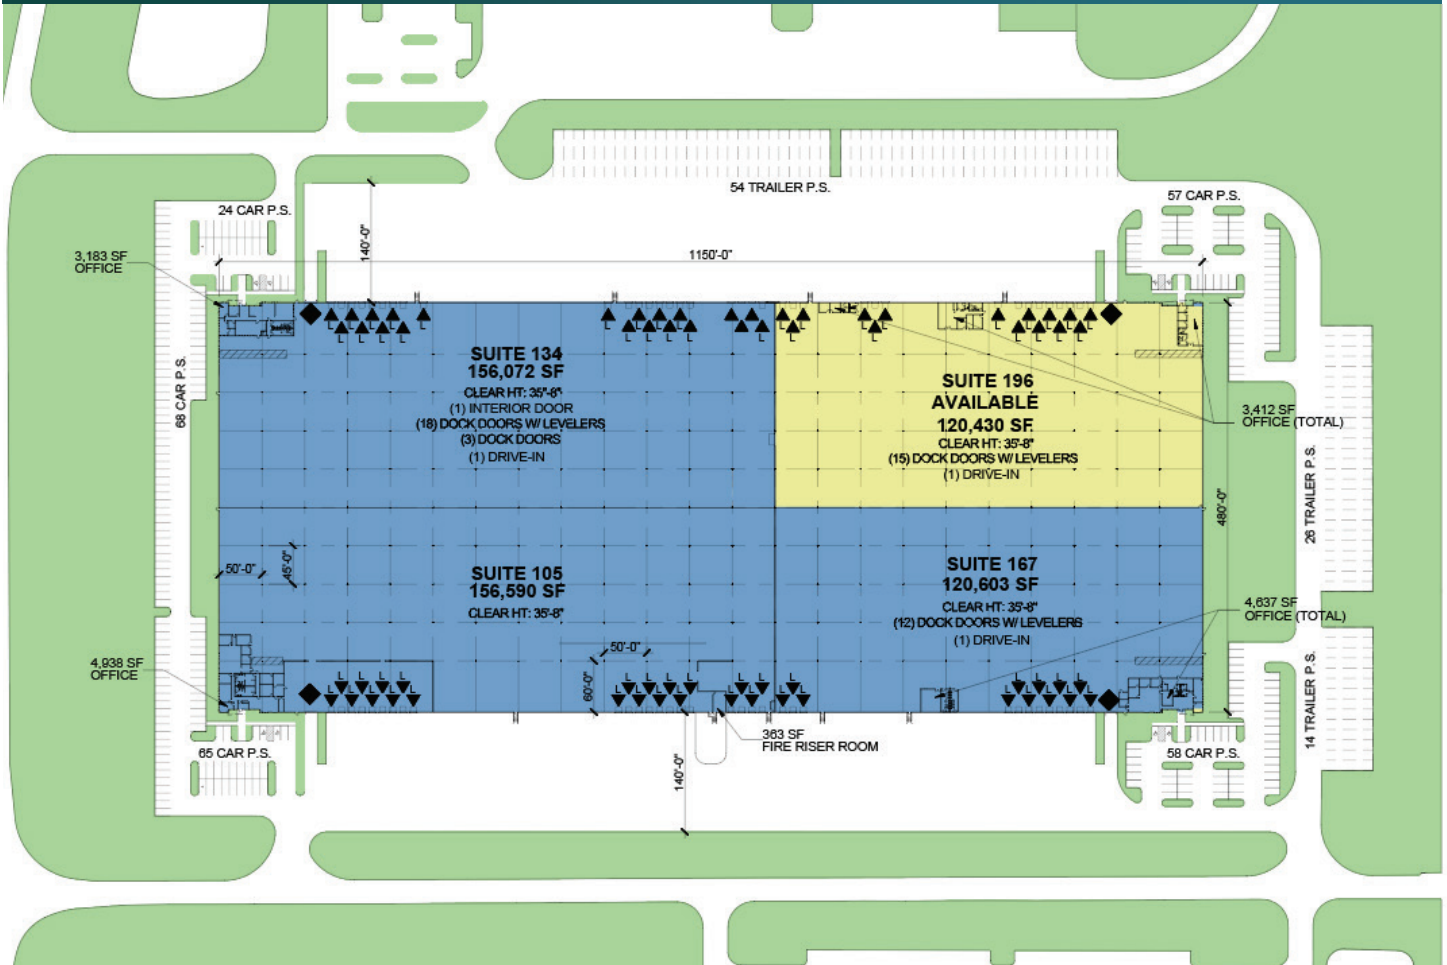 54 TRAILER P.S.
57 CAR P.S.
24 CAR P.S.
140'-0"
1150'-0"
3,183 SF
OFFICE
68 CAR P.S.
SUITE 134
156,072 SF
CLEAR HT: 35'-8"
(1) INTERIOR DOOR
(18) DOCK DOORS W/ LEVELERS
(3) DOCK DOORS
(1) DRIVE-IN
SUITE 196
AVAILABLE
120,430 SF
CLEAR HT: 35'-8"
(15) DOCK DOORS W/ LEVELERS
(1) DRIVE-IN
3,412 SF
OFFICE (TOTAL)
26 TRAILER P.S.
480'-0"
50'-0"
45'-0"
SUITE 105
156,590 SF
CLEAR HT: 35'-8"
SUITE 167
120,603 SF
CLEAR HT: 35'-8"
(12) DOCK DOORS W/ LEVELERS
(1) DRIVE-IN
4,637 SF
OFFICE (TOTAL)
50'-0"
60'-0"
4,938 SF
OFFICE
14 TRAILER P.S.
363 SF
FIRE RISER ROOM
65 CAR P.S.
58 CAR P.S.
140'-0"